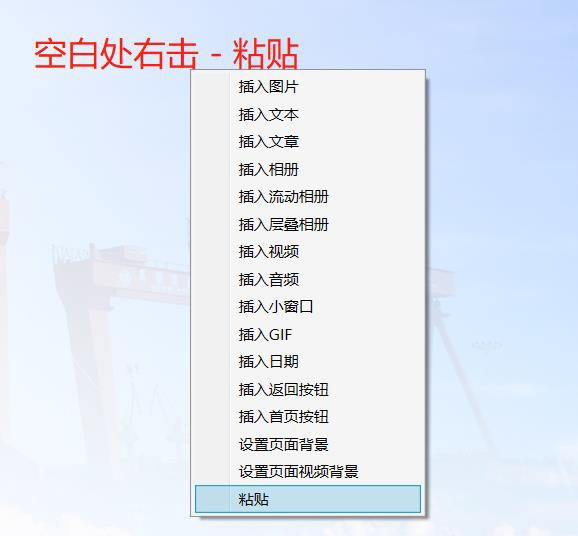 空白处右击 - 粘贴
插入图片
插入文本
插入文章
插入相册
插入流动相册
插入层叠相册
插入视频
插入音频
插入小窗口
插入GIF
插入日期
插入返回按钮
插入首页按钮
设置页面背景
设置页面视频背景
粘贴